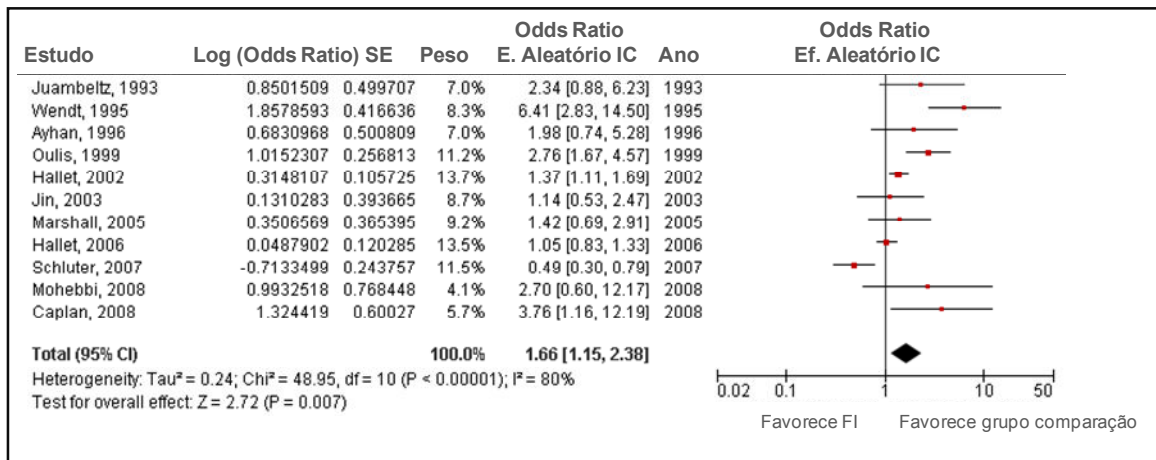 Odds Ratio Odds Ratio
Estudo Log (Odds Ratio) SE Peso E. Aleatório IC Ano Ef. Aleatório IC
Juambeltz, 1993 0.8501509 0.499707 7.0% 2.34 [0.88, 6.23] 1993
Wendt, 1995 1.8578593 0.416636 8.3% 6.41 [2.83, 14.50] 1995
Ayhan, 1996 0.6830968 0.500809 7.0% 1.98 [0.74, 5.28] 1996
Oulis, 1999 1.0152307 0.256813 11.2% 2.76 [1.67, 4.57] 1999
Hallet, 2002 0.3148107 0.105725 13.7% 1.37 [1.11, 1.69] 2002
Jin, 2003 0.1310283 0.393665 8.7% 1.14 [0.53, 2.47] 2003
Marshall, 2005 0.3506569 0.365395 9.2% 1.42 [0.69, 2.91] 2005
Hallet, 2006 0.0487902 0.120285 13.5% 1.05 [0.83, 1.33] 2006
Schluter, 2007 -0.7133499 0.243757 11.5% 0.49 [0.30, 0.79] 2007
Mohebbi, 2008 0.9932518 0.768448 4.1% 2.70 [0.60, 12.17] 2008
Caplan, 2008 1.324419 0.60027 5.7% 3.76 [1.16, 12.19] 2008
Total (95% CI) 100.0% 1.66 [1.15, 2.38]
Heterogeneity: Tau² = 0.24; Chi² = 48.95, df = 10 (P < 0.00001); I² = 80%
Test for overall effect: Z = 2.72 (P = 0.007)
0.02 0.1 1 10 50
Favorece FI Favorece grupo comparação